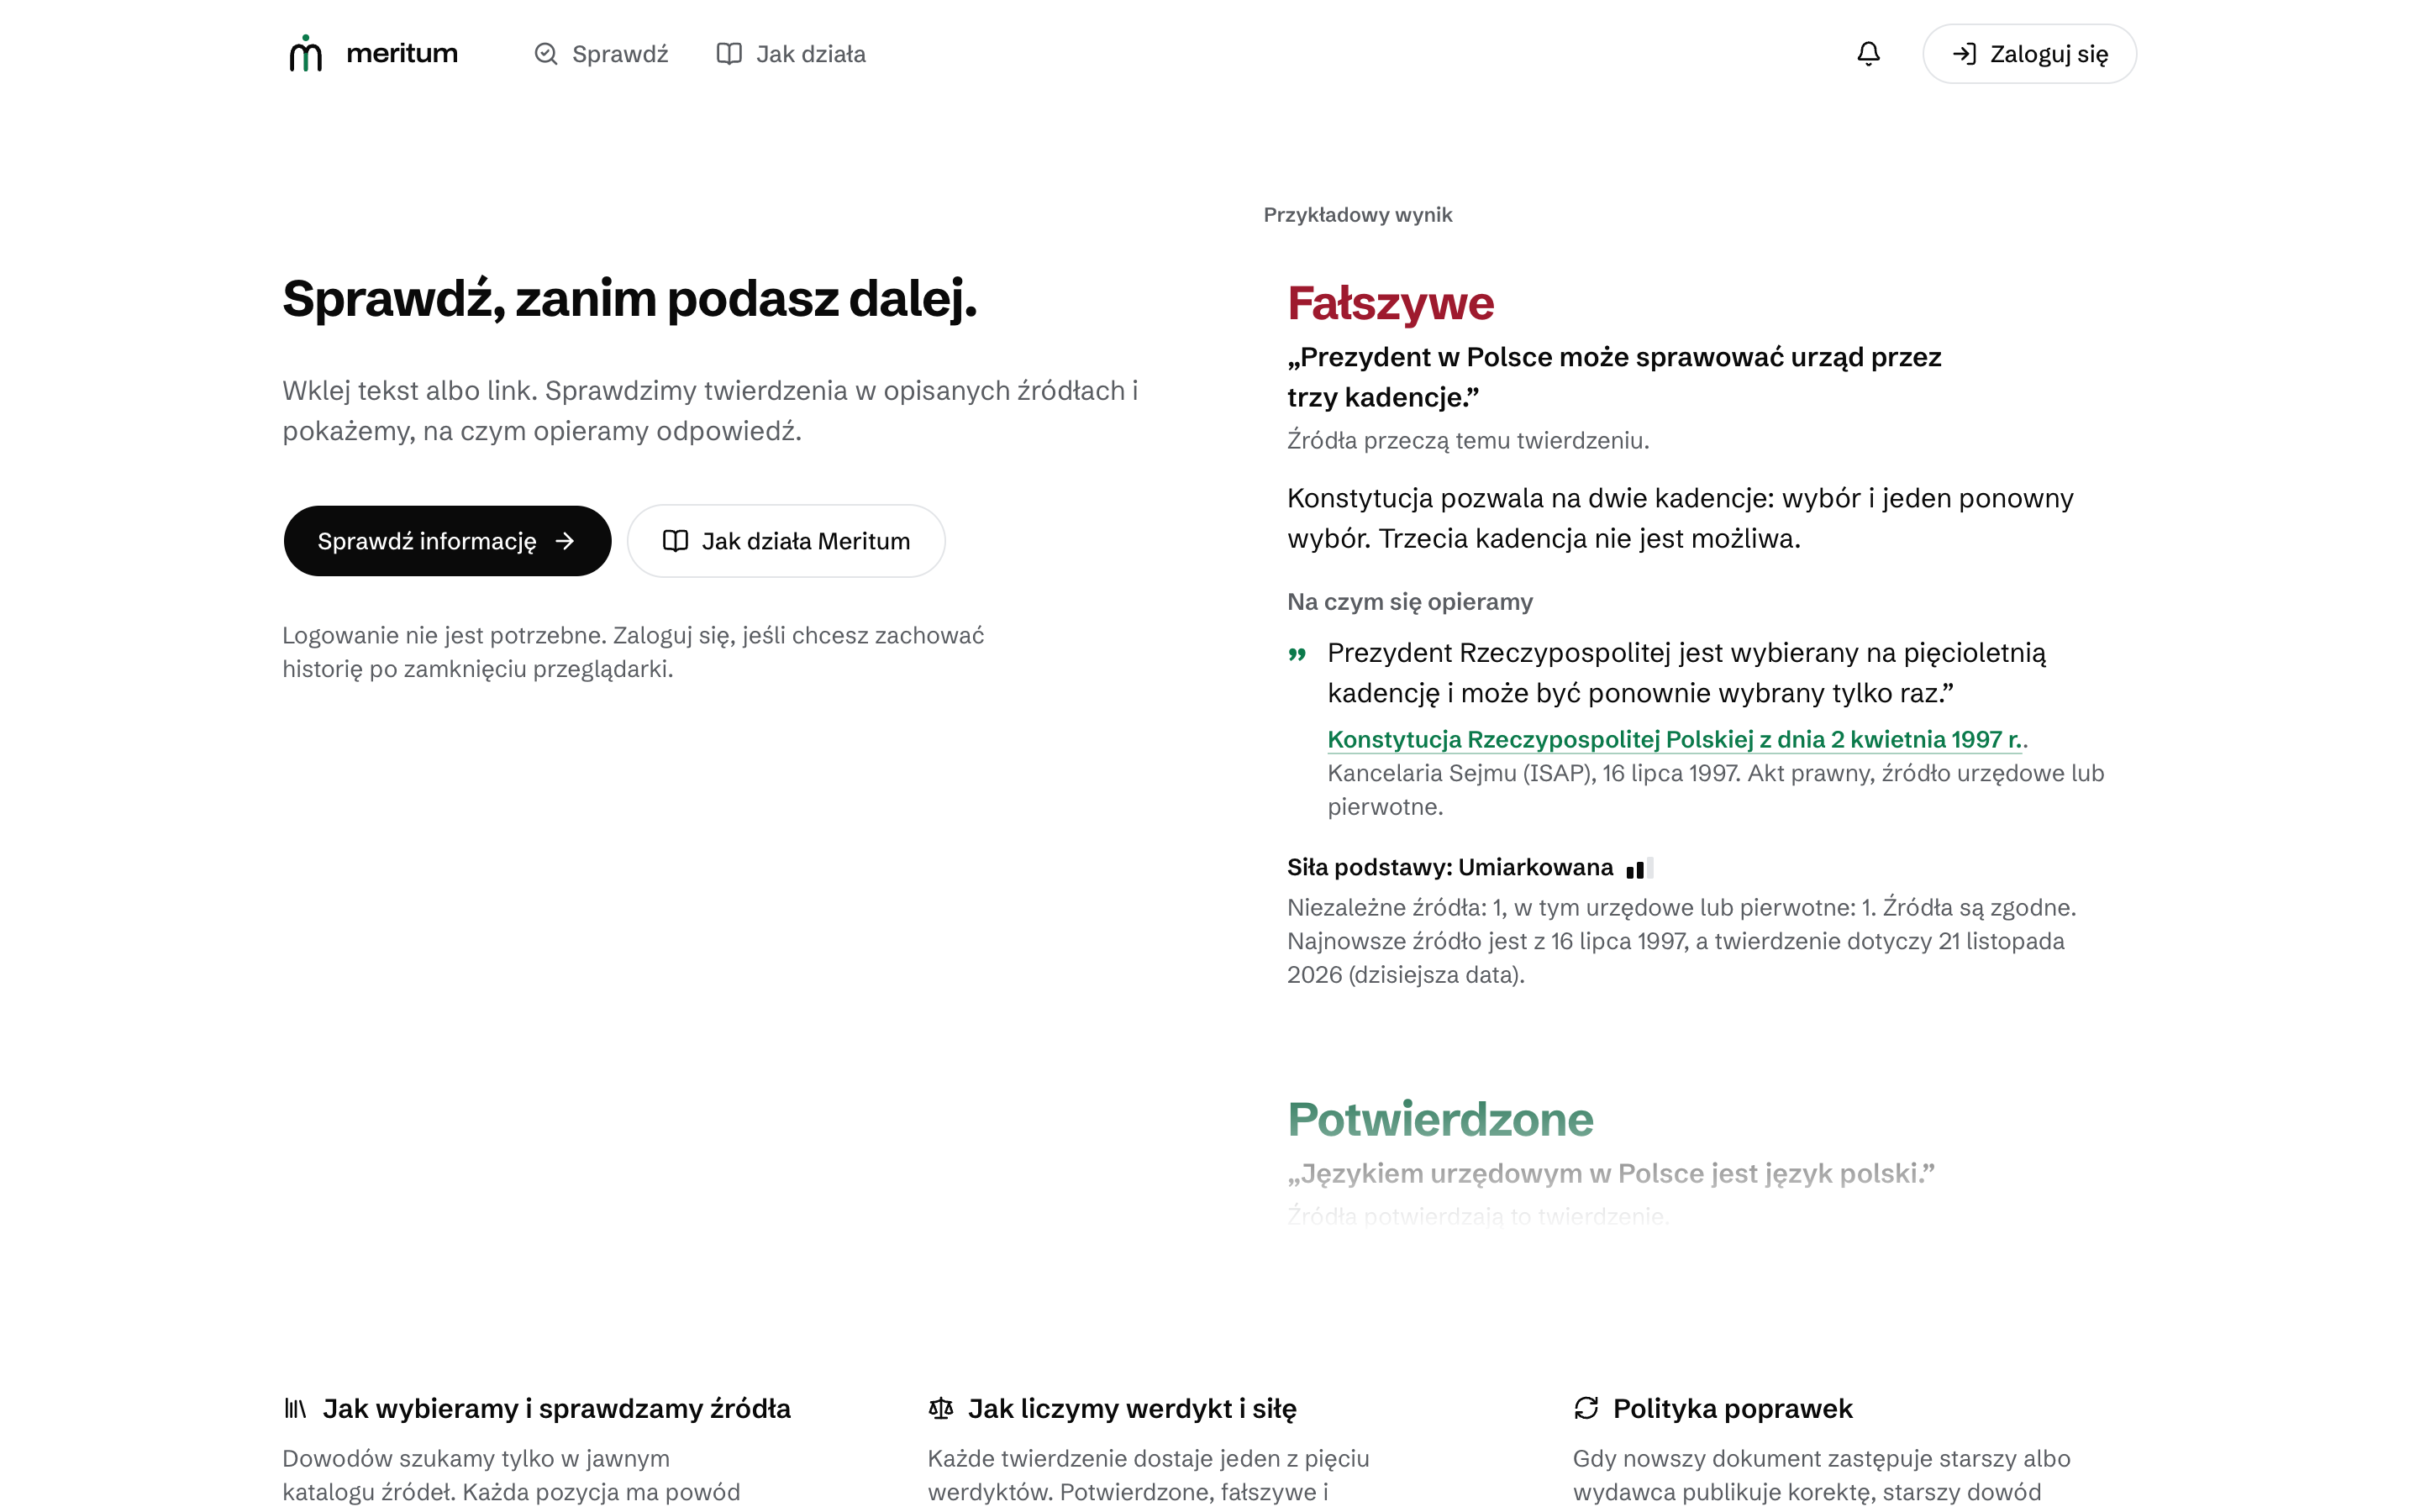 meritum
Sprawdź
Jak działa
Zaloguj się
Sprawdź, zanim podasz dalej.
Wklej tekst albo link. Sprawdzimy twierdzenia w opisanych źródłach i
pokażemy, na czym opieramy odpowiedź.
Sprawdź informację
Jak działa Meritum
Logowanie nie jest potrzebne. Zaloguj się, jeśli chcesz zachować
historię po zamknięciu przeglądarki.
Przykładowy wynik
Fałszywe
„Prezydent w Polsce może sprawować urząd przez
trzy kadencje.”
Źródła przeczą temu twierdzeniu.
Konstytucja pozwala na dwie kadencje: wybór i jeden ponowny
wybór. Trzecia kadencja nie jest możliwa.
Na czym się opieramy
” Prezydent Rzeczypospolitej jest wybierany na pięcioletnią
kadencję i może być ponownie wybrany tylko raz.”
Konstytucja Rzeczypospolitej Polskiej z dnia 2 kwietnia 1997 r..
Kancelaria Sejmu (ISAP), 16 lipca 1997. Akt prawny, źródło urzędowe lub
pierwotne.
Siła podstawy: Umiarkowana
Niezależne źródła: 1, w tym urzędowe lub pierwotne: 1. Źródła są zgodne.
Najnowsze źródło jest z 16 lipca 1997, a twierdzenie dotyczy 21 listopada
2026 (dzisiejsza data).
Potwierdzone
„Językiem urzędowym w Polsce jest język polski.”
Źródła potwierdzają to twierdzenie.
Jak wybieramy i sprawdzamy źródła
Dowodów szukamy tylko w jawnym
katalogu źródeł. Każda pozycja ma powód
Jak liczymy werdykt i siłę
Każde twierdzenie dostaje jeden z pięciu
werdyktów. Potwierdzone, fałszywe i
Polityka poprawek
Gdy nowszy dokument zastępuje starszy albo
wydawca publikuje korektę, starszy dowód